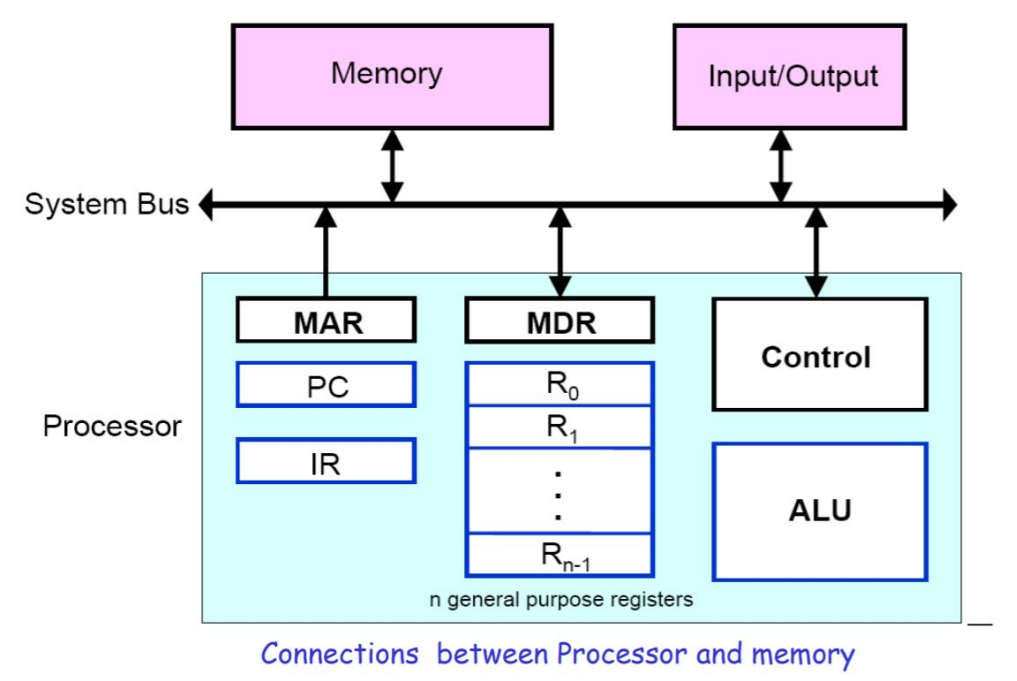 Memory
Input/Output
System Bus
MAR
MDR
Control
PC
R0
R1
Processor
IR
ALU
Rn-1
n general purpose registers
Connections between Processor and memory